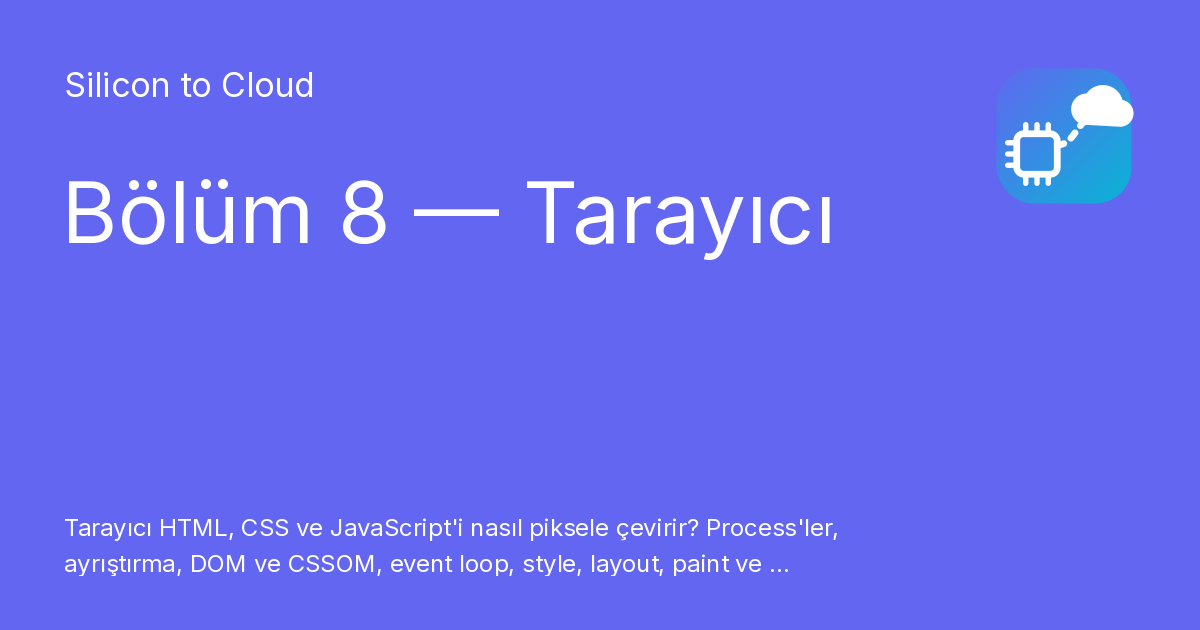 Silicon to Cloud
Bölüm 8 — Tarayıcı
Tarayıcı HTML, CSS ve JavaScript'i nasıl piksele çevirir? Process'ler,
ayrıştırma, DOM ve CSSOM, event loop, style, layout, paint ve …